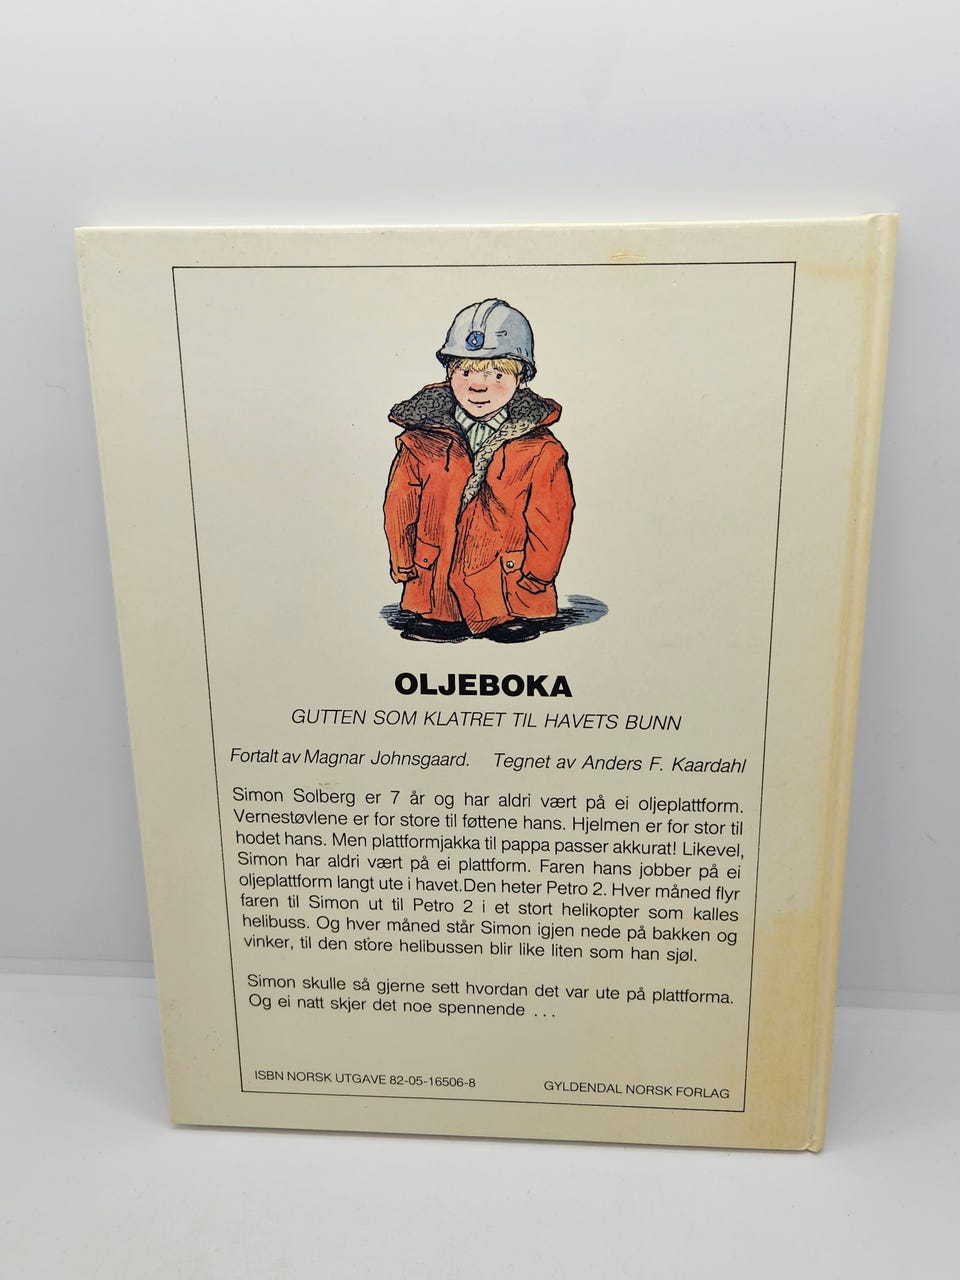 OLJEBOKA
GUTTEN SOM KLATRET TIL HAVETS BUNN
Fortalt av Magnar Johnsgaard. Tegnet av Anders F. Kaardahl
Simon Solberg er 7 år og har aldri vært på ei oljeplattform.
Vernestøvlene er for store til føttene hans. Hjelmen er for stor til
hodet hans. Men plattformjakka til pappa passer akkurat! Likevel,
Simon har aldri vært på ei plattform. Faren hans jobber på ei
oljeplattform langt ute i havet.Den heter Petro 2. Hver måned flyr
faren til Simon ut til Petro 2 i et stort helikopter som kalles
helibuss. Og hver måned står Simon igjen nede på bakken og
vinker, til den store helibussen blir like liten som han sjøl.
Simon skulle så gjerne sett hvordan det var ute på plattforma.
Og ei natt skjer det noe spennende ...
ISBN NORSK UTGAVE 82-05-16506-8
GYLDENDAL NORSK FORLAG